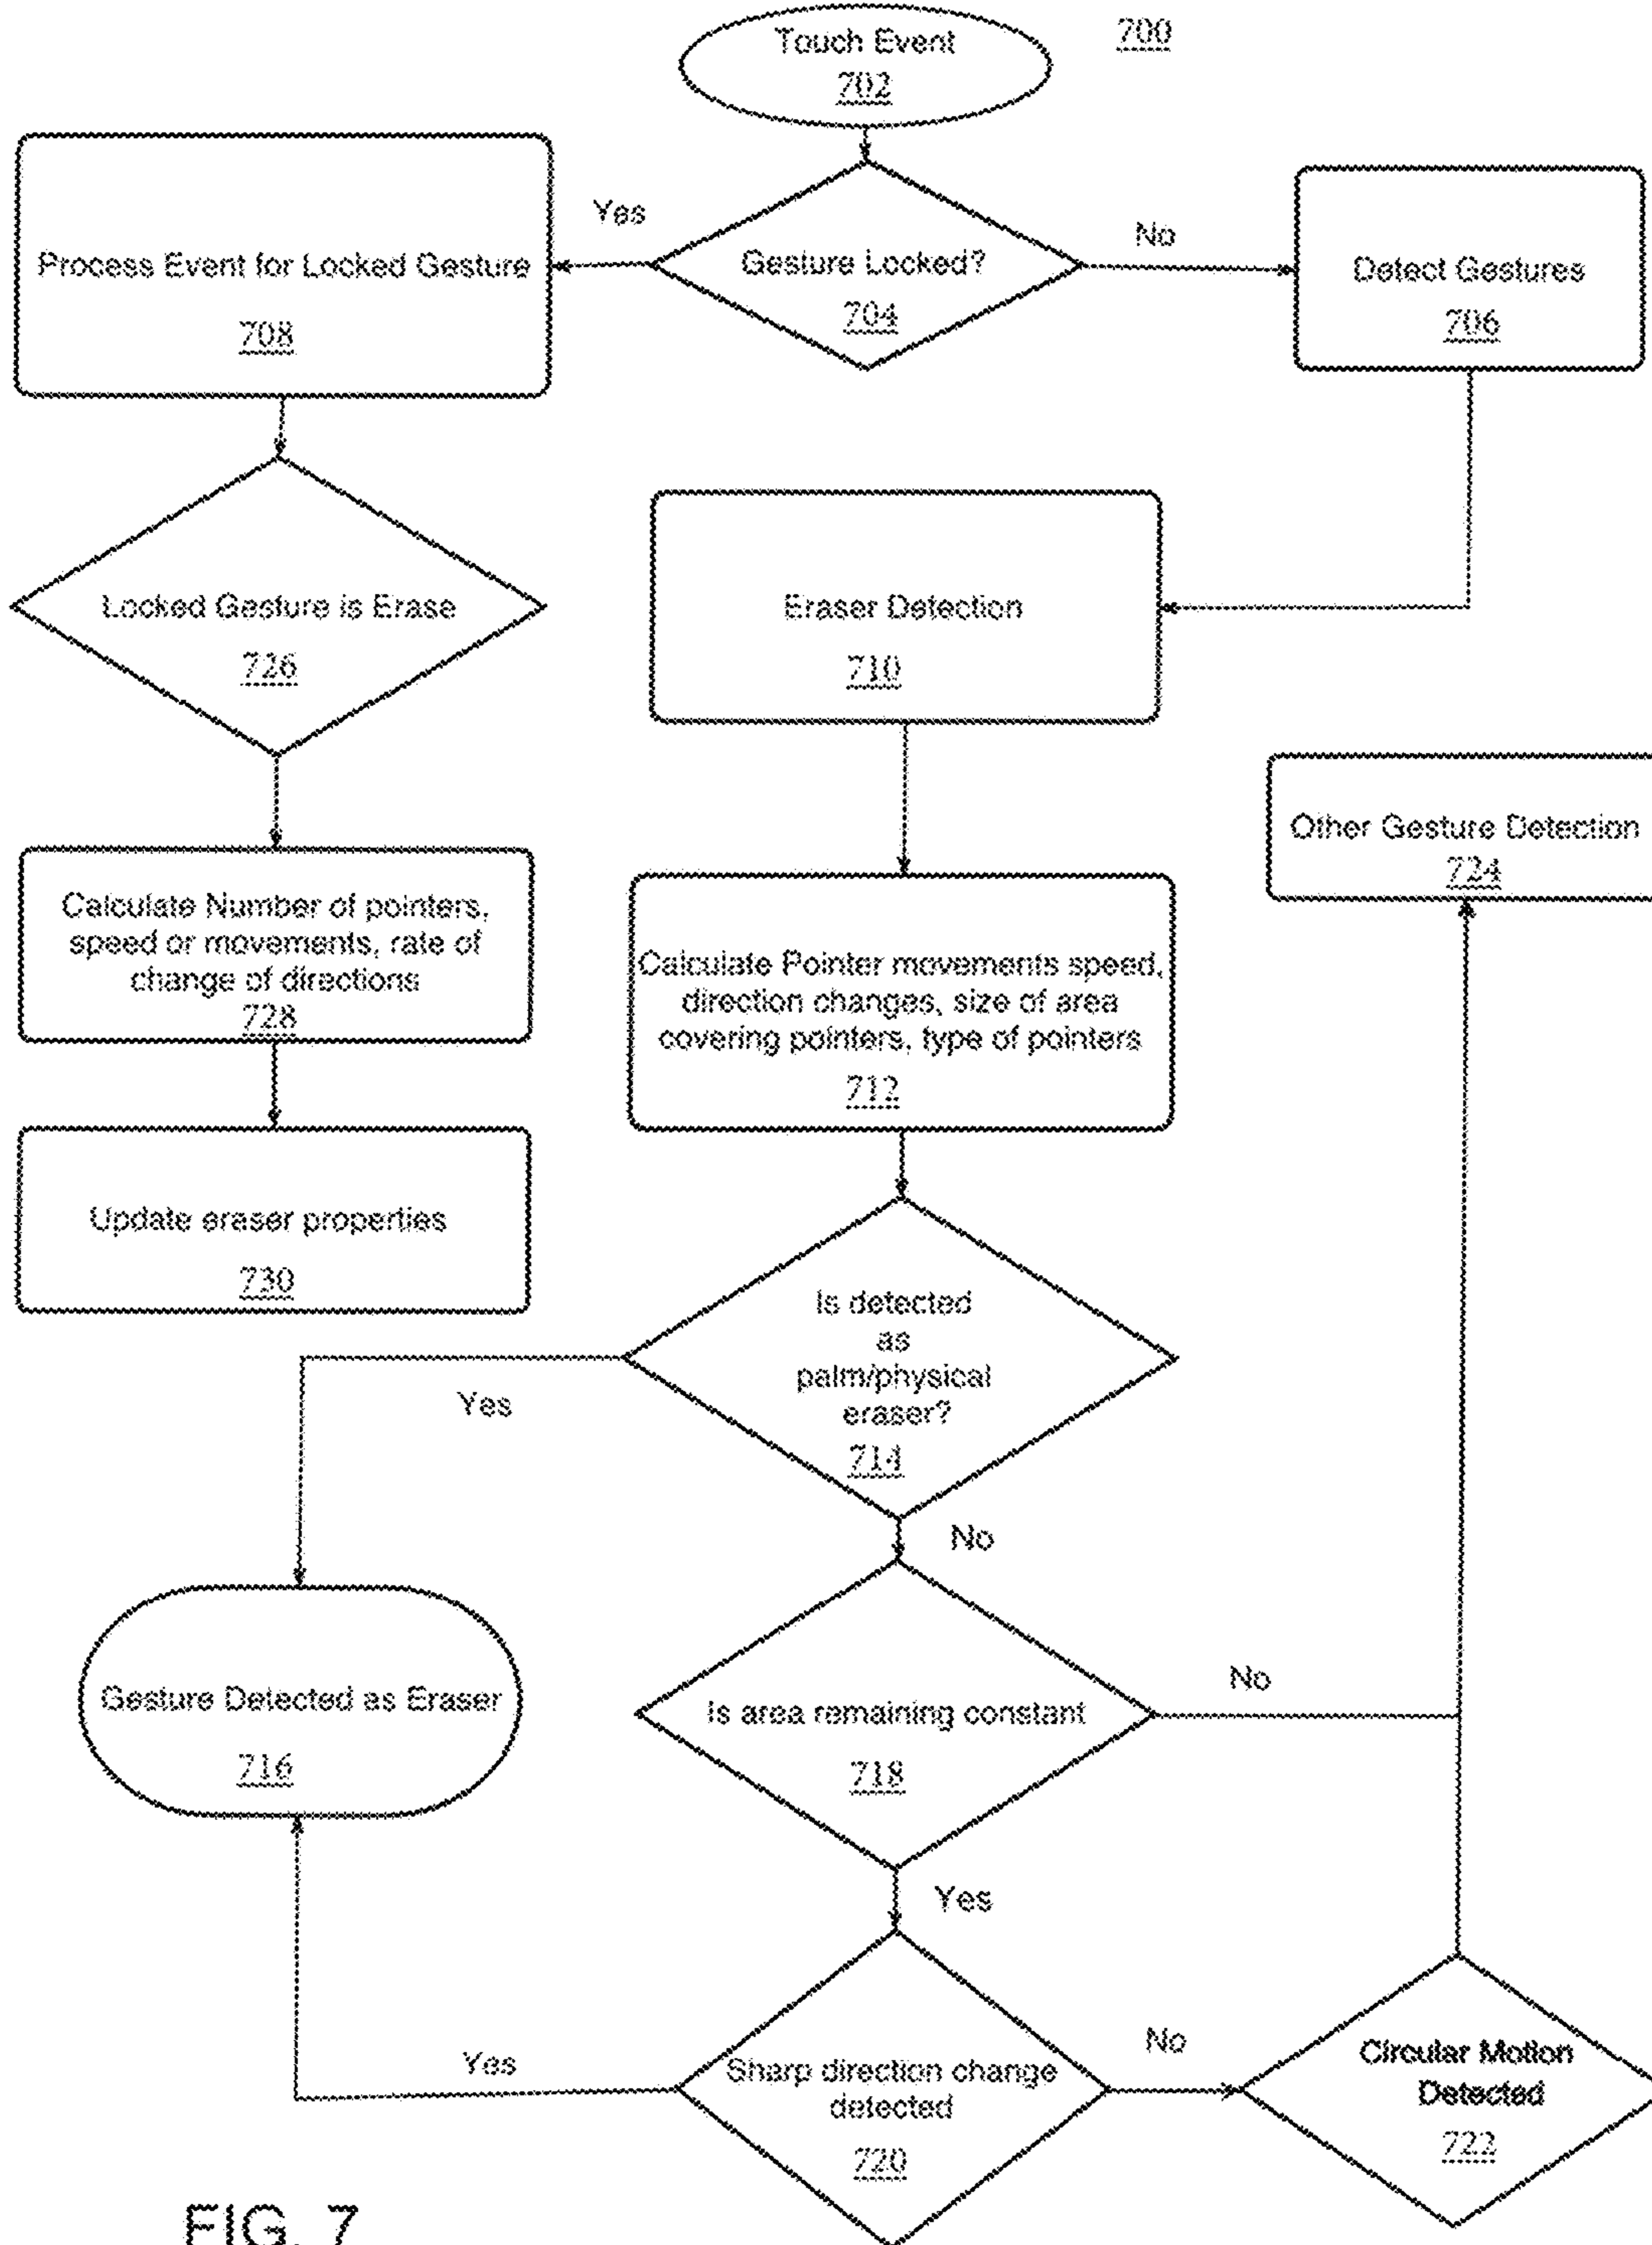 700
Touch Event
702
Yes
No
Process Event for Locked Gesture
708
Gesture Locked?
704
Detect Gestures
706
Locked Gesture is Erase
726
Eraser Detection
710
Other Gesture Detection
724
Calculate Number of pointers,
speed or movements, rate of
change of directions
728
Calculate Pointer movements speed,
direction changes, size of area
covering pointers, type of pointers
712
Update eraser properties
730
Is detected
as
palm/physical
eraser?
714
Yes
No
Gesture Detected as Eraser
716
Is area remaining constant
718
No
Yes
Yes
Sharp direction change
detected
720
No
Circular Motion
Detected
722
FIG. 7